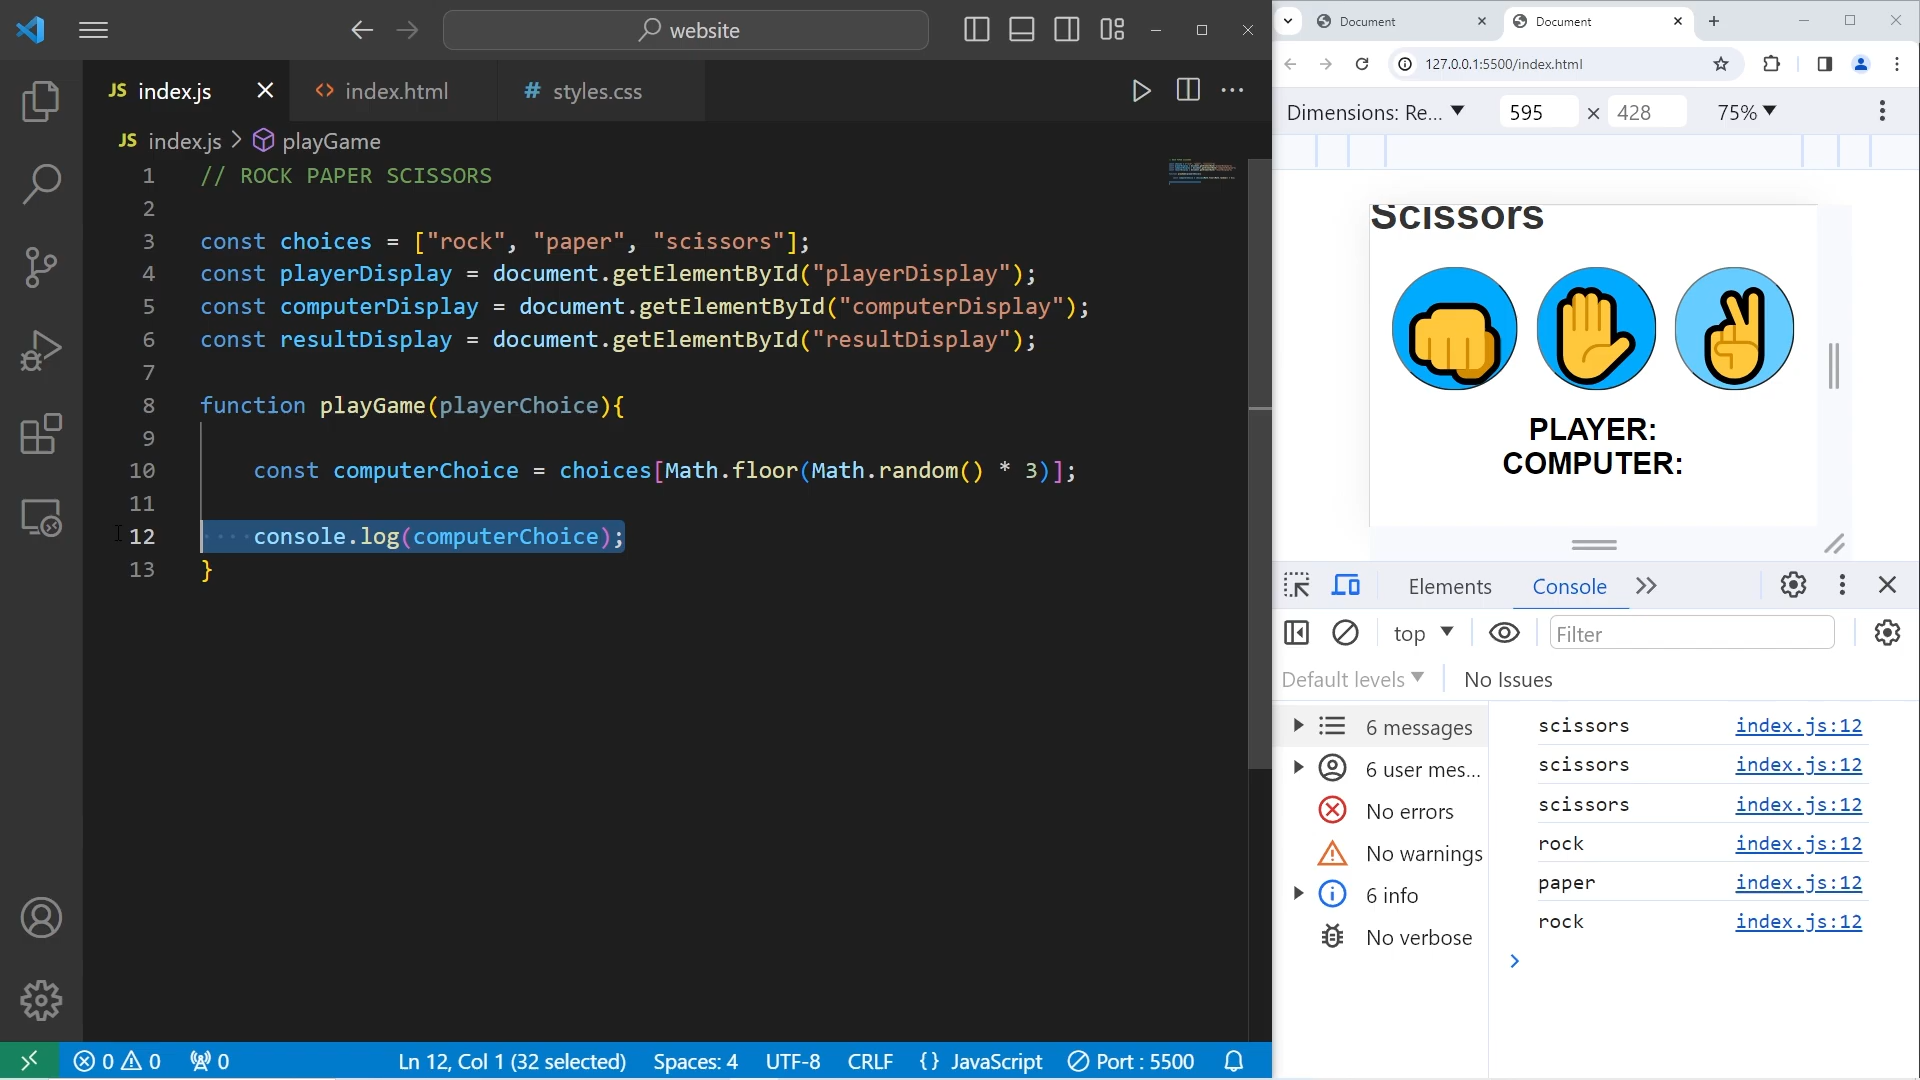 website
JS index.js
index.html
# styles.css
JS index.js > playGame
1 // ROCK PAPER SCISSORS
2
3 const choices = ["rock", "paper", "scissors"];
4 const playerDisplay = document.getElementById("playerDisplay");
5 const computerDisplay = document.getElementById("computerDisplay");
6 const resultDisplay = document.getElementById("resultDisplay");
7
8 function playGame(playerChoice){
9
10 const computerChoice = choices[Math.floor(Math.random() * 3)];
11
12 console.log(computerChoice);
13 }
0 0 0
Ln 12, Col 1 (32 selected)
Spaces: 4
UTF-8
CRLF
{ } JavaScript
Port : 5500
Document
Document
127.0.0.1:5500/index.html
Dimensions: Re... 595 × 428 75%
Scissors
PLAYER:
COMPUTER:
Elements
Console
top
Filter
Default levels
No Issues
6 messages
6 user mes...
No errors
No warnings
6 info
No verbose
scissors index.js:12
scissors index.js:12
scissors index.js:12
rock index.js:12
paper index.js:12
rock index.js:12